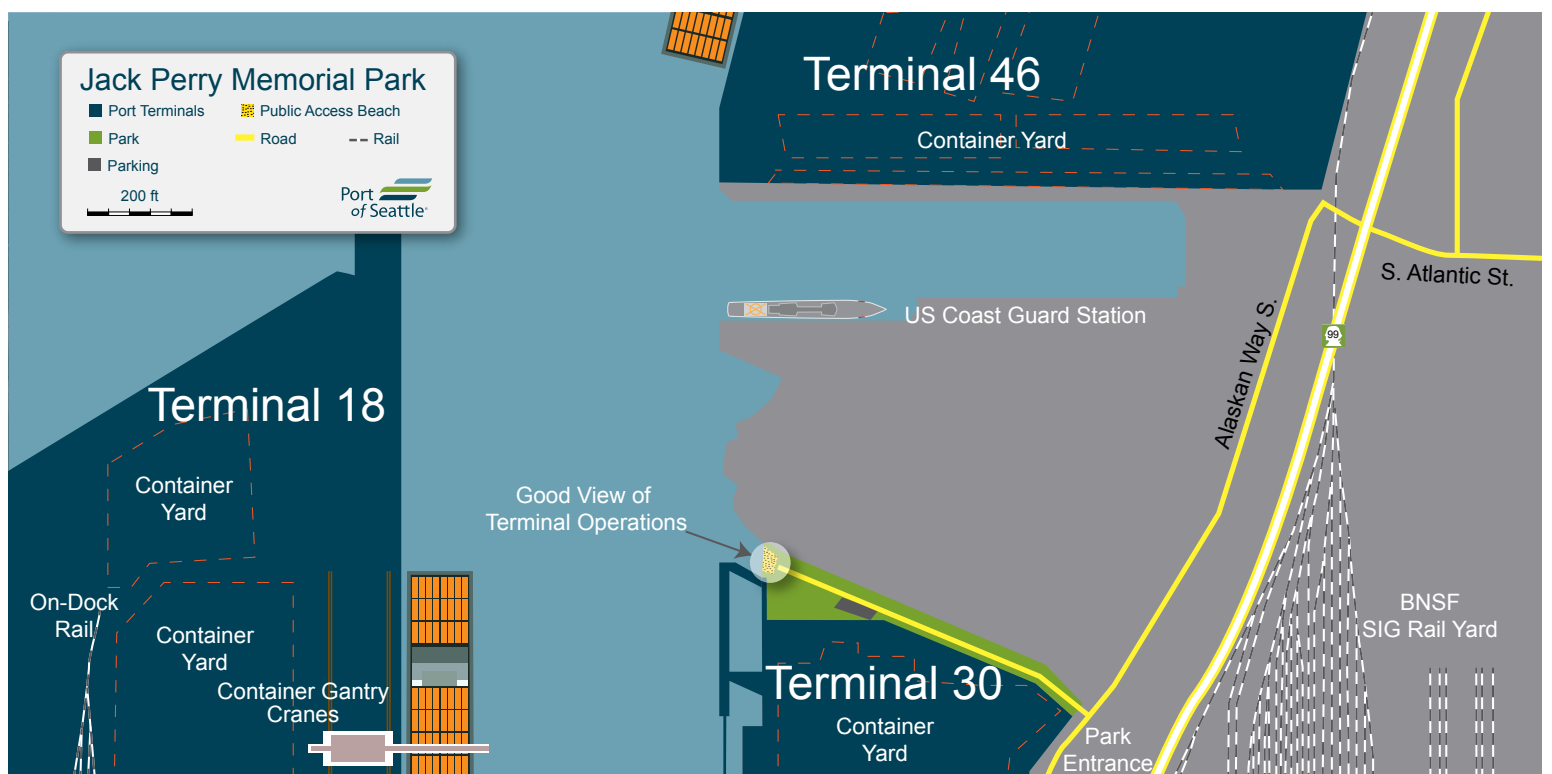 Jack Perry Memorial Park
Port Terminals
Public Access Beach
Park
Road
Rail
Parking
200 ft
Port
of Seattle
Terminal 46
Container Yard
S. Atlantic St.
US Coast Guard Station
99
Alaskan Way S.
Terminal 18
Container
Yard
Good View of
Terminal Operations
On-Dock
Rail
Container
Yard
BNSF
SIG Rail Yard
Container Gantry
Cranes
Terminal 30
Container
Yard
Park
Entrance